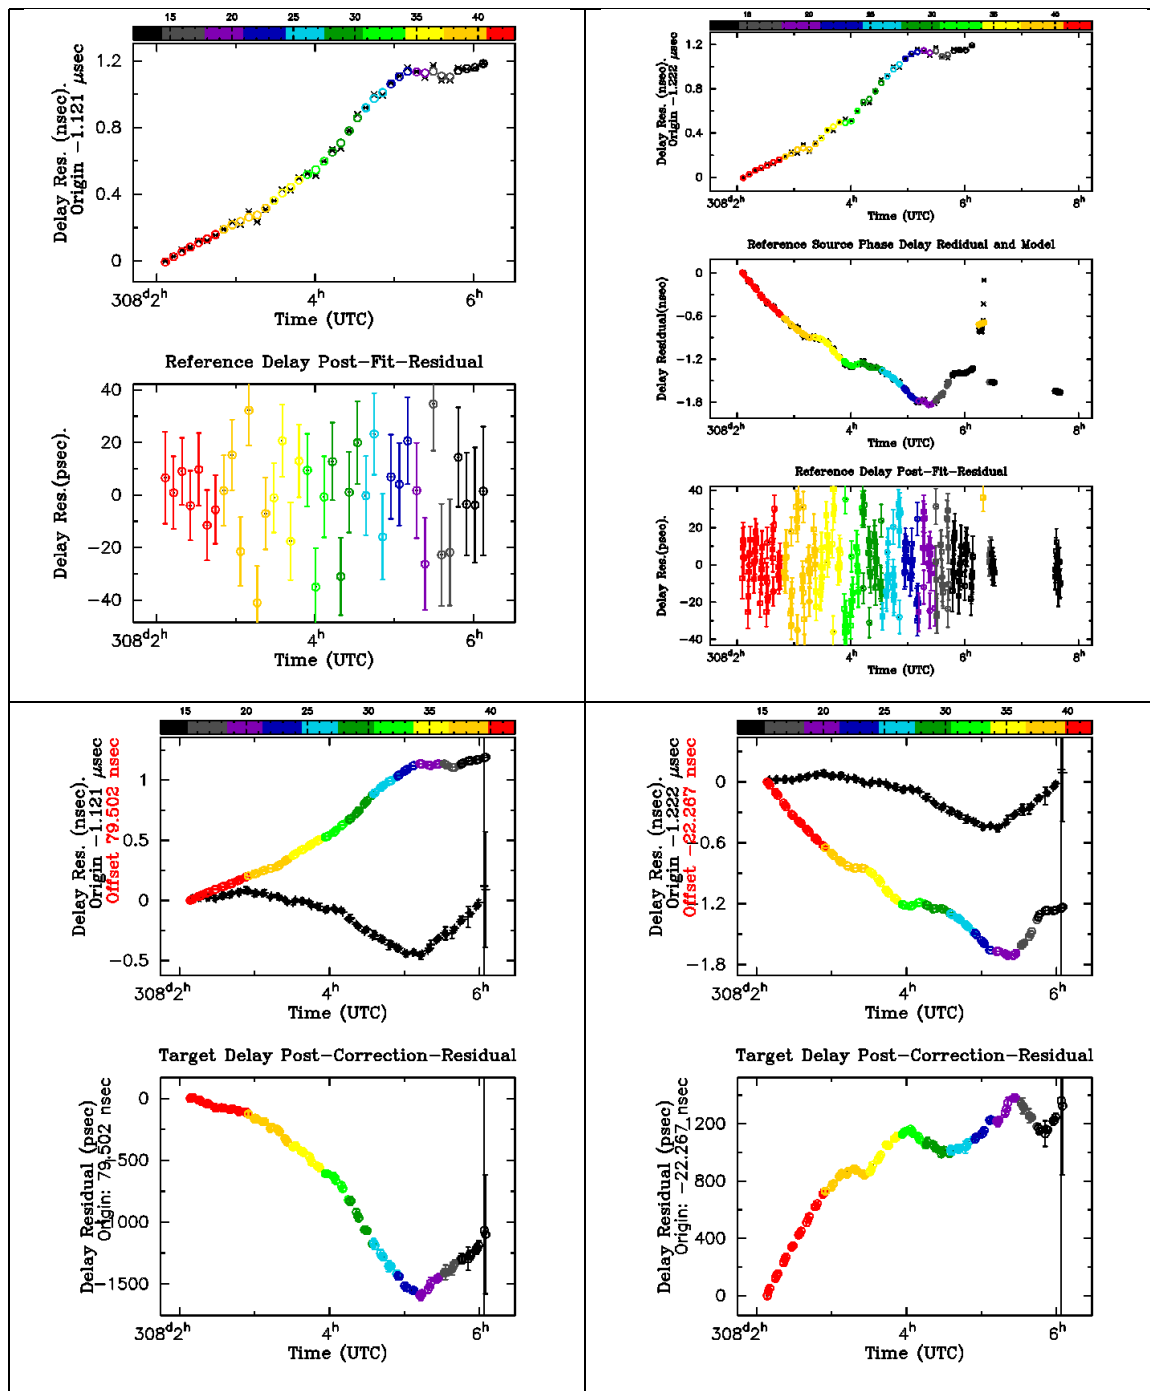 15 20 25 30 35 40
1.2
0.8
0.4
0
Delay Res. (nsec).
Origin −1.121 μsec
308d2h 4h 6h
Time (UTC)
Reference Delay Post−Fit−Residual
40
20
0
−20
−40
Delay Res.(psec).
308d2h 4h 6h
Time (UTC)
15 20 25 30 35 40
1.2
0.8
0.4
0
Delay Res. (nsec).
Origin −1.222 μsec
308d2h 4h 6h 8h
Time (UTC)
Reference Source Phase Delay Redidual and Model
0
−0.6
−1.2
−1.8
Delay Residual(nsec)
308d2h 4h 6h 8h
Time (UTC)
Reference Delay Post−Fit−Residual
40
20
0
−20
−40
Delay Res.(psec).
308d2h 4h 6h 8h
Time (UTC)
15 20 25 30 35 40
1
0.5
0
−0.5
Delay Res. (nsec).
Origin −1.121 μsec
Offset 79.502 nsec
308d2h 4h 6h
Time (UTC)
Target Delay Post−Correction−Residual
0
−500
−1000
−1500
Delay Residual (psec)
Origin: 79.502 nsec
308d2h 4h 6h
Time (UTC)
15 20 25 30 35 40
0
−0.6
−1.2
−1.8
Delay Res. (nsec).
Origin −1.222 μsec
Offset −22.267 nsec
308d2h 4h 6h
Time (UTC)
Target Delay Post−Correction−Residual
1200
800
400
0
Delay Residual (psec)
Origin: −22.267 nsec
308d2h 4h 6h
Time (UTC)